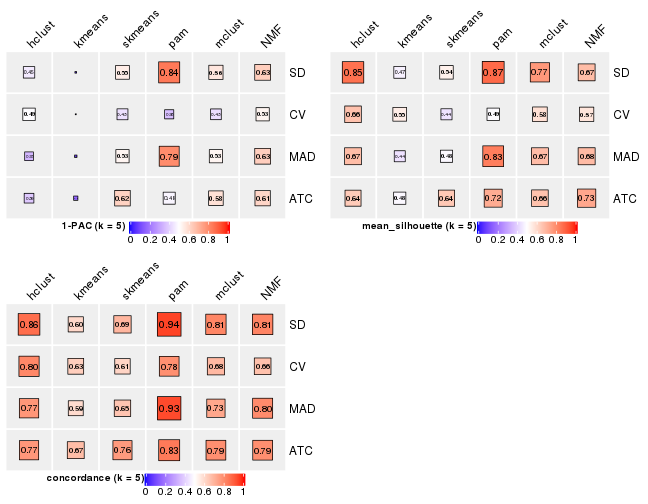 hclust kmeans skmeans pam mclust NMF
0.55 0.84 0.56 0.63 SD
0.49 0.53 CV
0.53 0.79 0.53 0.63 MAD
0.62 0.58 0.61 ATC
1-PAC (k = 5)
0 0.2 0.4 0.6 0.8 1
hclust kmeans skmeans pam mclust NMF
0.85 0.47 0.54 0.87 0.77 0.67 SD
0.66 0.55 0.44 0.49 0.58 0.57 CV
0.67 0.44 0.48 0.83 0.67 0.68 MAD
0.64 0.48 0.64 0.72 0.66 0.73 ATC
mean_silhouette (k = 5)
0 0.2 0.4 0.6 0.8 1
hclust kmeans skmeans pam mclust NMF
0.86 0.60 0.69 0.94 0.81 0.81 SD
0.80 0.63 0.61 0.78 0.68 0.66 CV
0.77 0.59 0.65 0.93 0.73 0.80 MAD
0.77 0.67 0.76 0.83 0.79 0.79 ATC
concordance (k = 5)
0 0.2 0.4 0.6 0.8 1